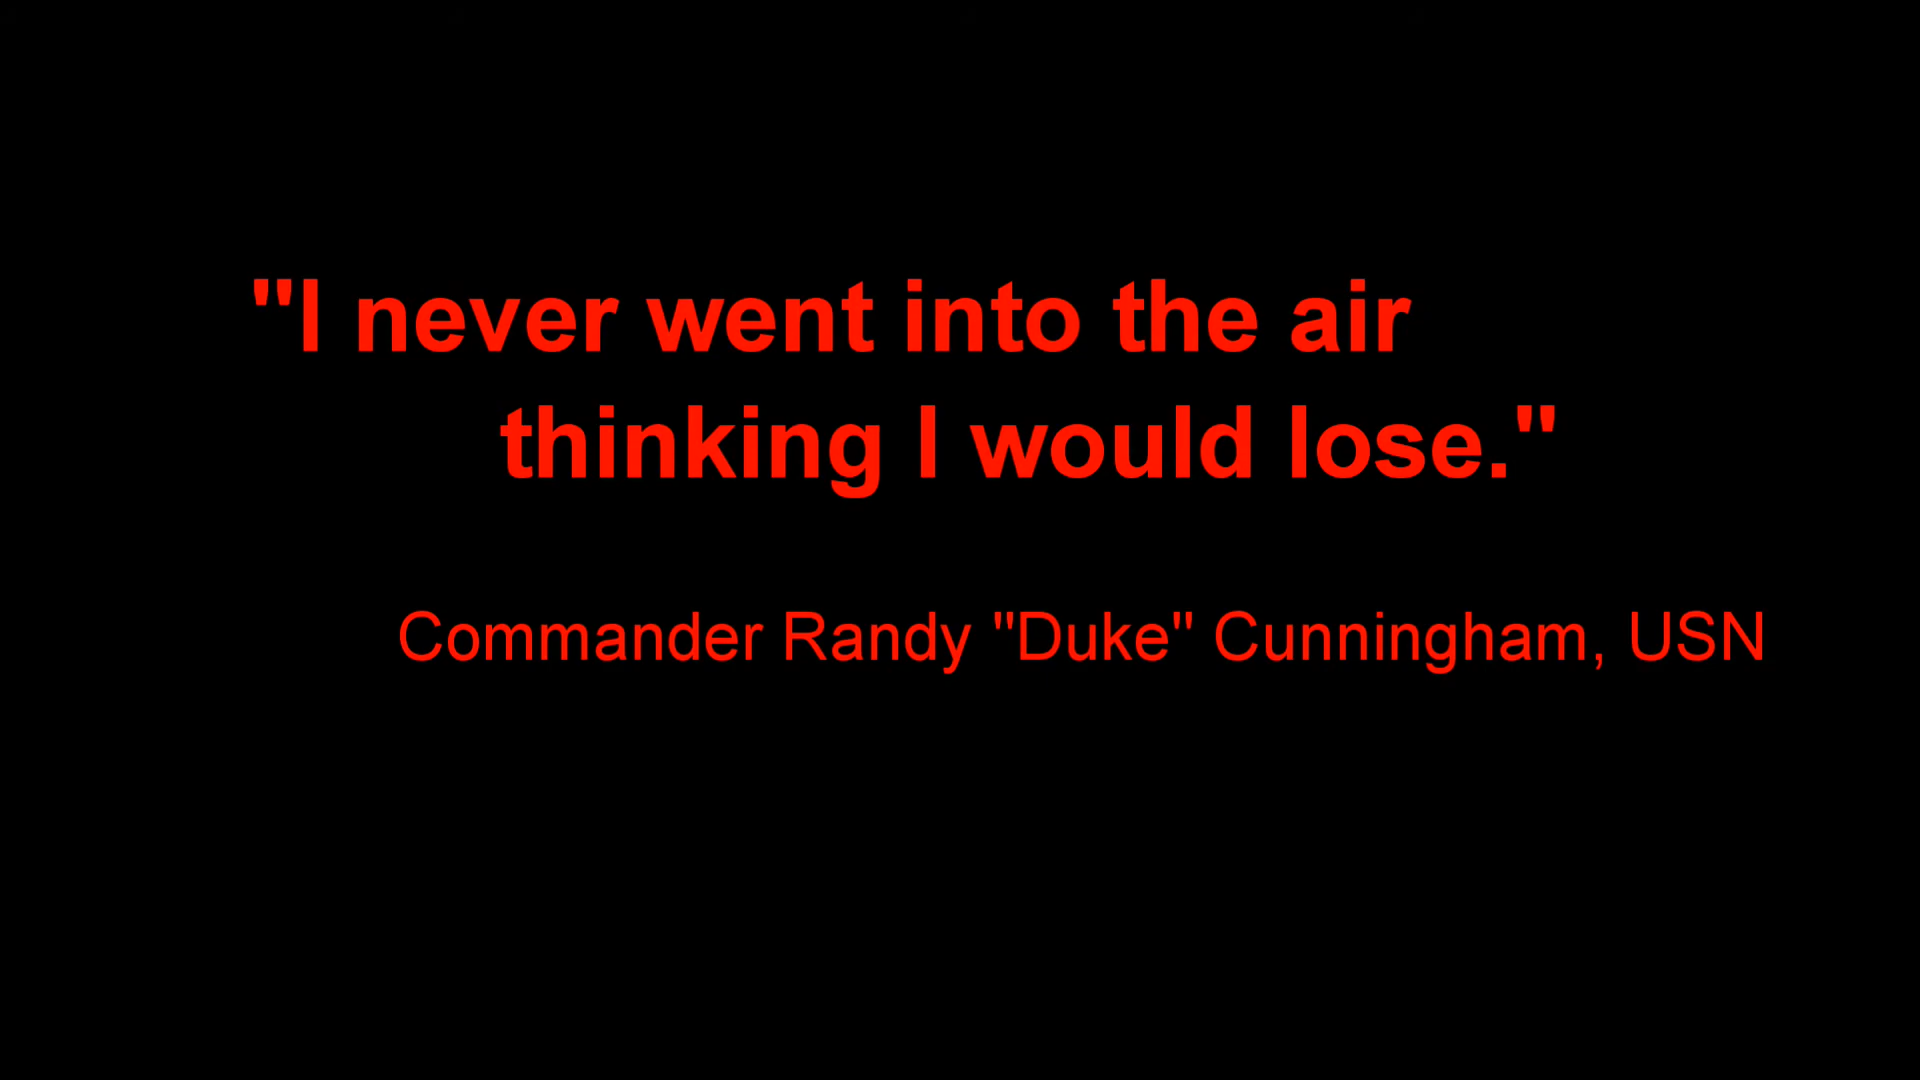 "I never went into the air
thinking I would lose."
Commander Randy "Duke" Cunningham, USN